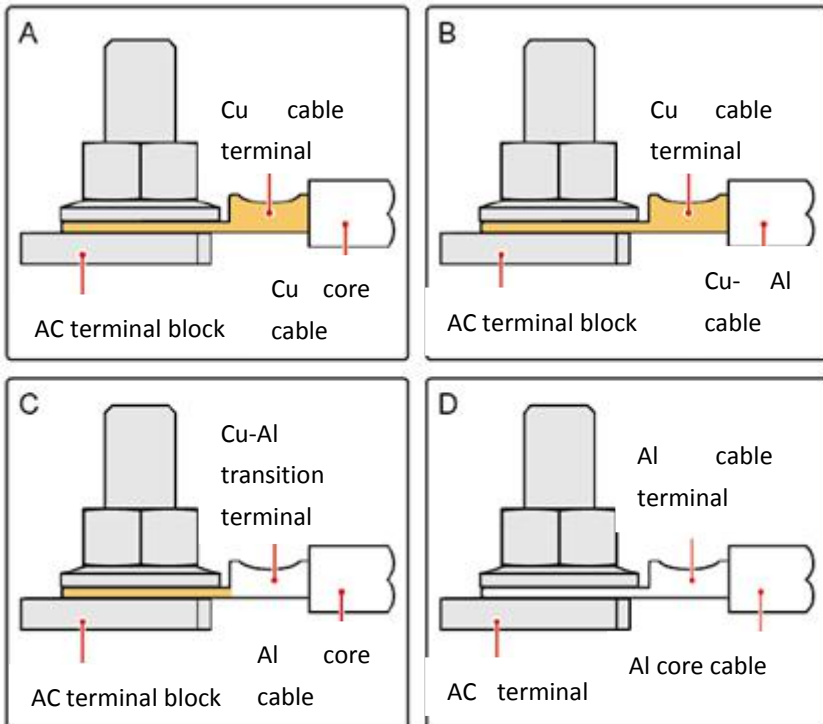 A
Cu cable
terminal
Cu core
cable
AC terminal block
B
Cu cable
terminal
Cu- Al
cable
AC terminal block
C
Cu-Al
transition
terminal
Al core
cable
AC terminal block
D
Al cable
terminal
Al core cable
AC terminal